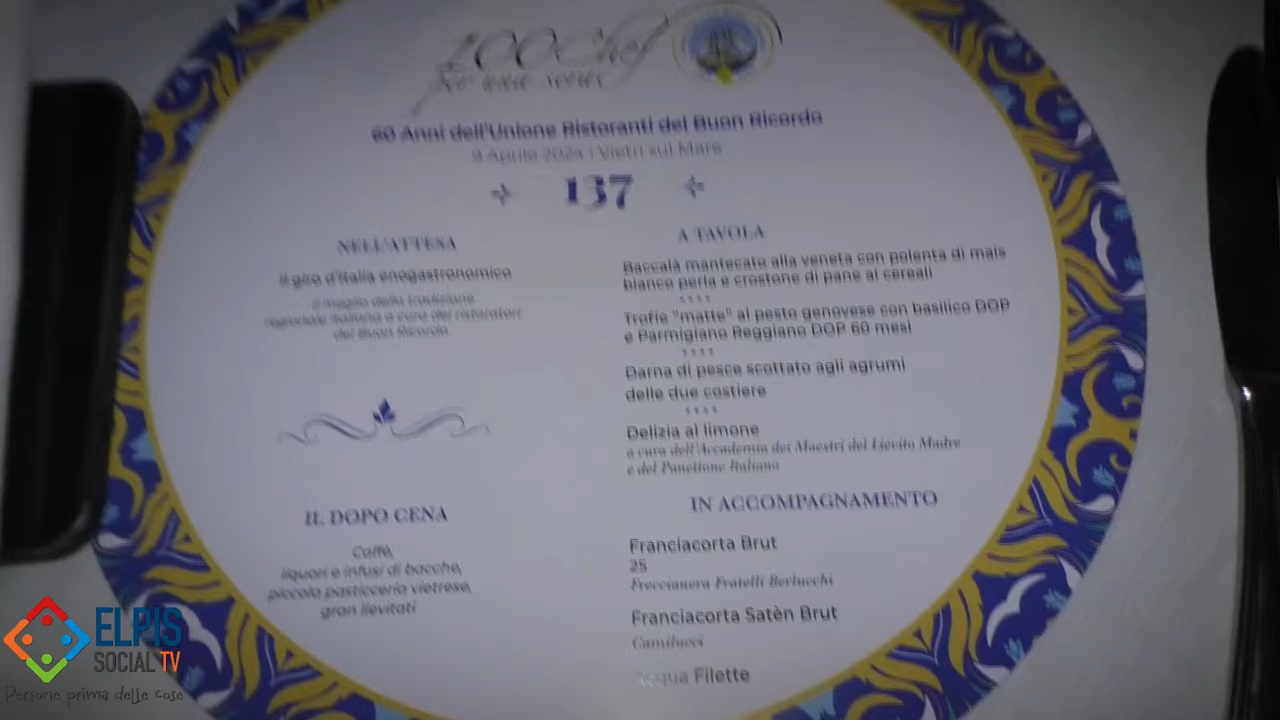 100Chef
per una sera
60 Anni dell'Unione Ristoranti del Buon Ricordo
9 Aprile 2024 | Vietri sul Mare
137
NELL'ATTESA
Il giro d'Italia enogastronomico
Il meglio della tradizione
regionale italiana a cura dei ristoratori
del Buon Ricordo
IL DOPO CENA
Caffè,
liquori e infusi di bacche,
piccola pasticceria vietrese,
gran lievitati
A TAVOLA
Baccalà mantecato alla veneta con polenta di mais
bianco perla e crostone di pane ai cereali
Trofie "matte" al pesto genovese con basilico DOP
e Parmigiano Reggiano DOP 60 mesi
Darna di pesce scottato agli agrumi
delle due costiere
Delizia al limone
a cura dell'Accademia dei Maestri del Lievito Madre
e del Panettone Italiano
IN ACCOMPAGNAMENTO
Franciacorta Brut
25
Freccianera Fratelli Berlucchi
Franciacorta Satèn Brut
Camilucci
Acqua Filette
ELPIS
SOCIAL TV
Persone prima delle cose